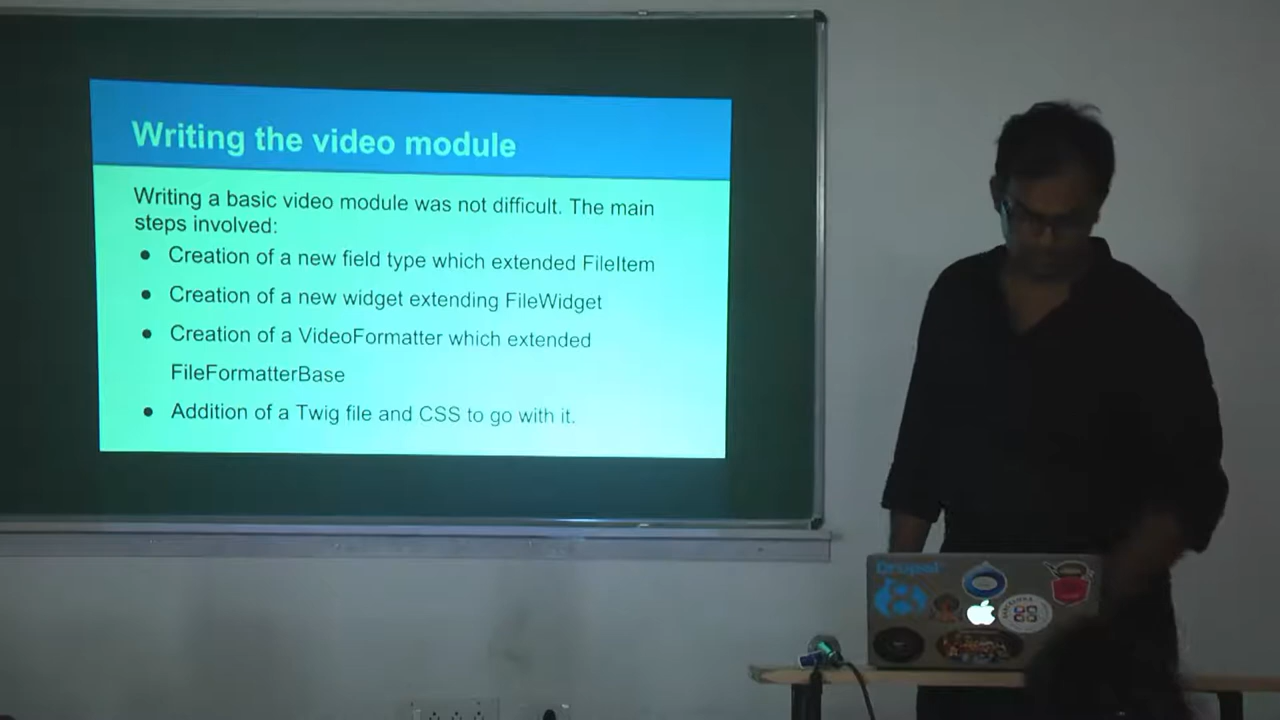 Writing the video module
Writing a basic video module was not difficult. The main
steps involved:
● Creation of a new field type which extended FileItem
● Creation of a new widget extending FileWidget
● Creation of a VideoFormatter which extended
FileFormatterBase
● Addition of a Twig file and CSS to go with it.
Drupal
BARCELONA